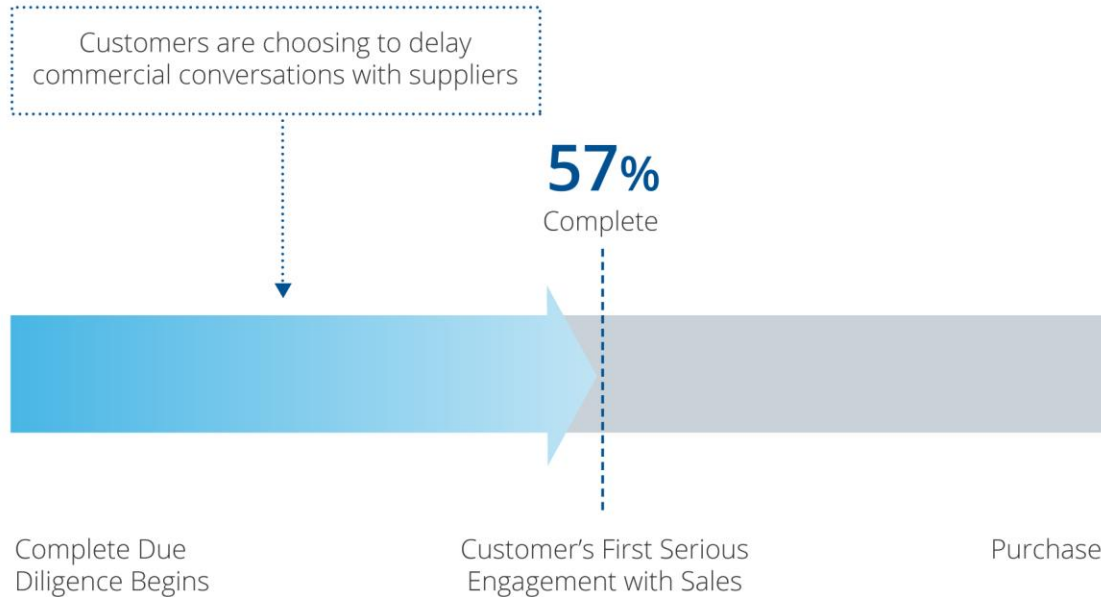 Customers are choosing to delay
commercial conversations with suppliers
57%
Complete
Complete Due
Diligence Begins
Customer’s First Serious
Engagement with Sales
Purchase